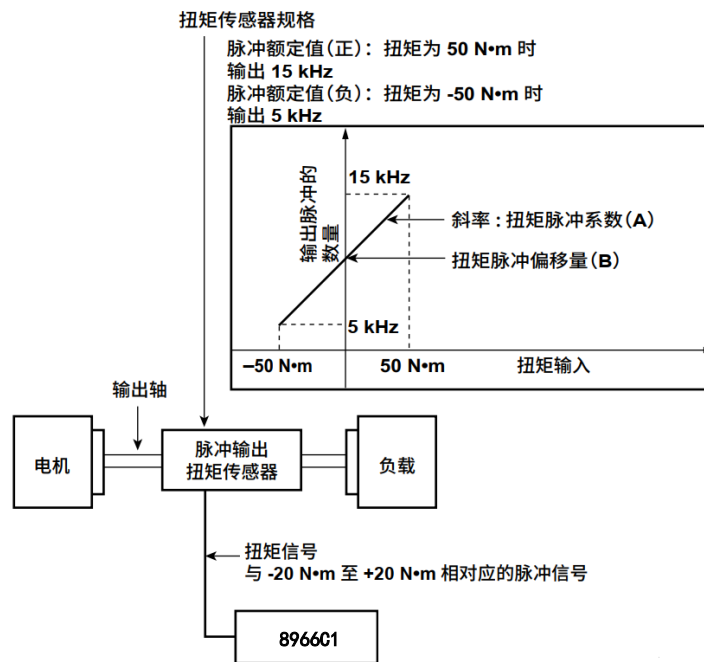 扭矩传感器规格
脉冲额定值(正)：扭矩为 50 N•m 时
输出 15 kHz
脉冲额定值(负)：扭矩为 -50 N•m 时
输出 5 kHz
输出脉冲的
数量
15 kHz
斜率 : 扭矩脉冲系数(A)
扭矩脉冲偏移量(B)
5 kHz
–50 N•m
50 N•m
扭矩输入
输出轴
电机
脉冲输出
扭矩传感器
负载
扭矩信号
与 -20 N•m 至 +20 N•m 相对应的脉冲信号
8966C1